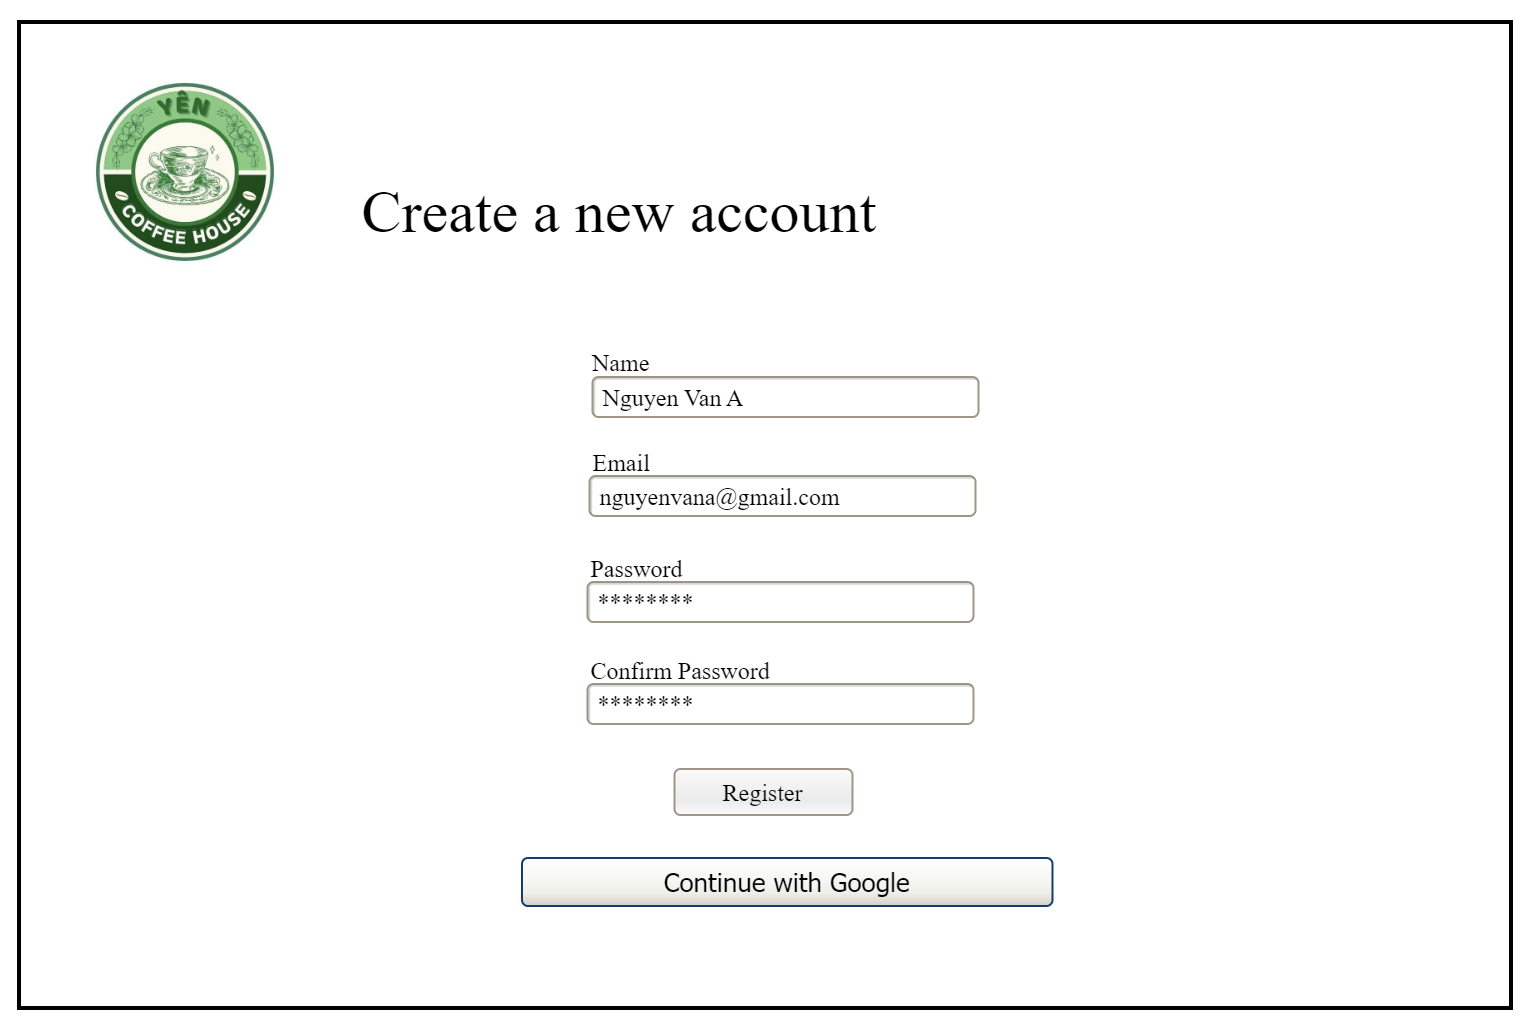 YÊN
COFFEE HOUSE
Create a new account
Name
Nguyen Van A
Email
nguyenvana@gmail.com
Password
********
Confirm Password
********
Register
Continue with Google